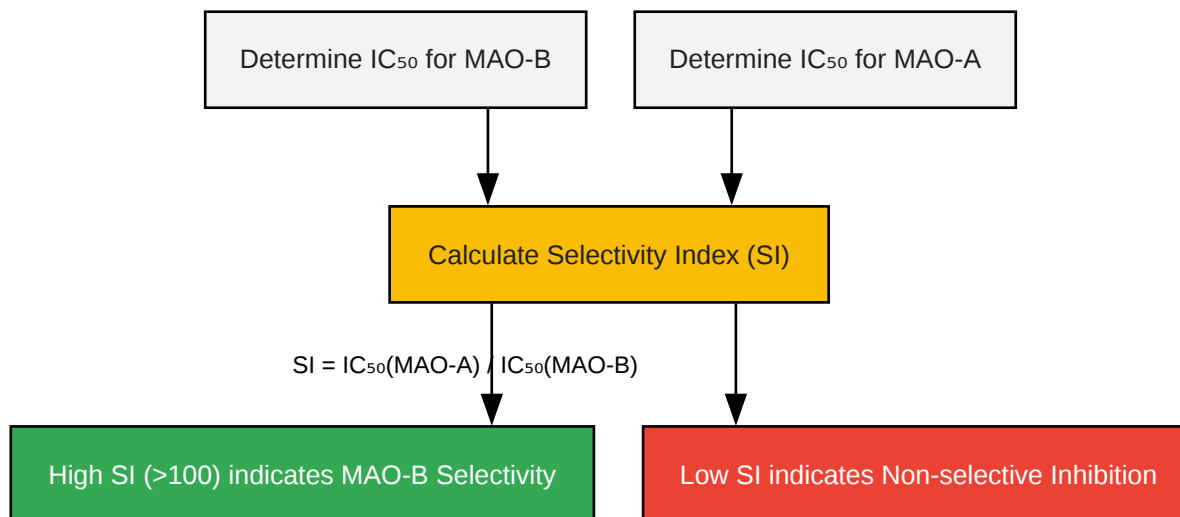 Determine IC₅₀ for MAO-B
Determine IC₅₀ for MAO-A
Calculate Selectivity Index (SI)
SI = IC₅₀(MAO-A) / IC₅₀(MAO-B)
High SI (>100) indicates MAO-B Selectivity
Low SI indicates Non-selective Inhibition